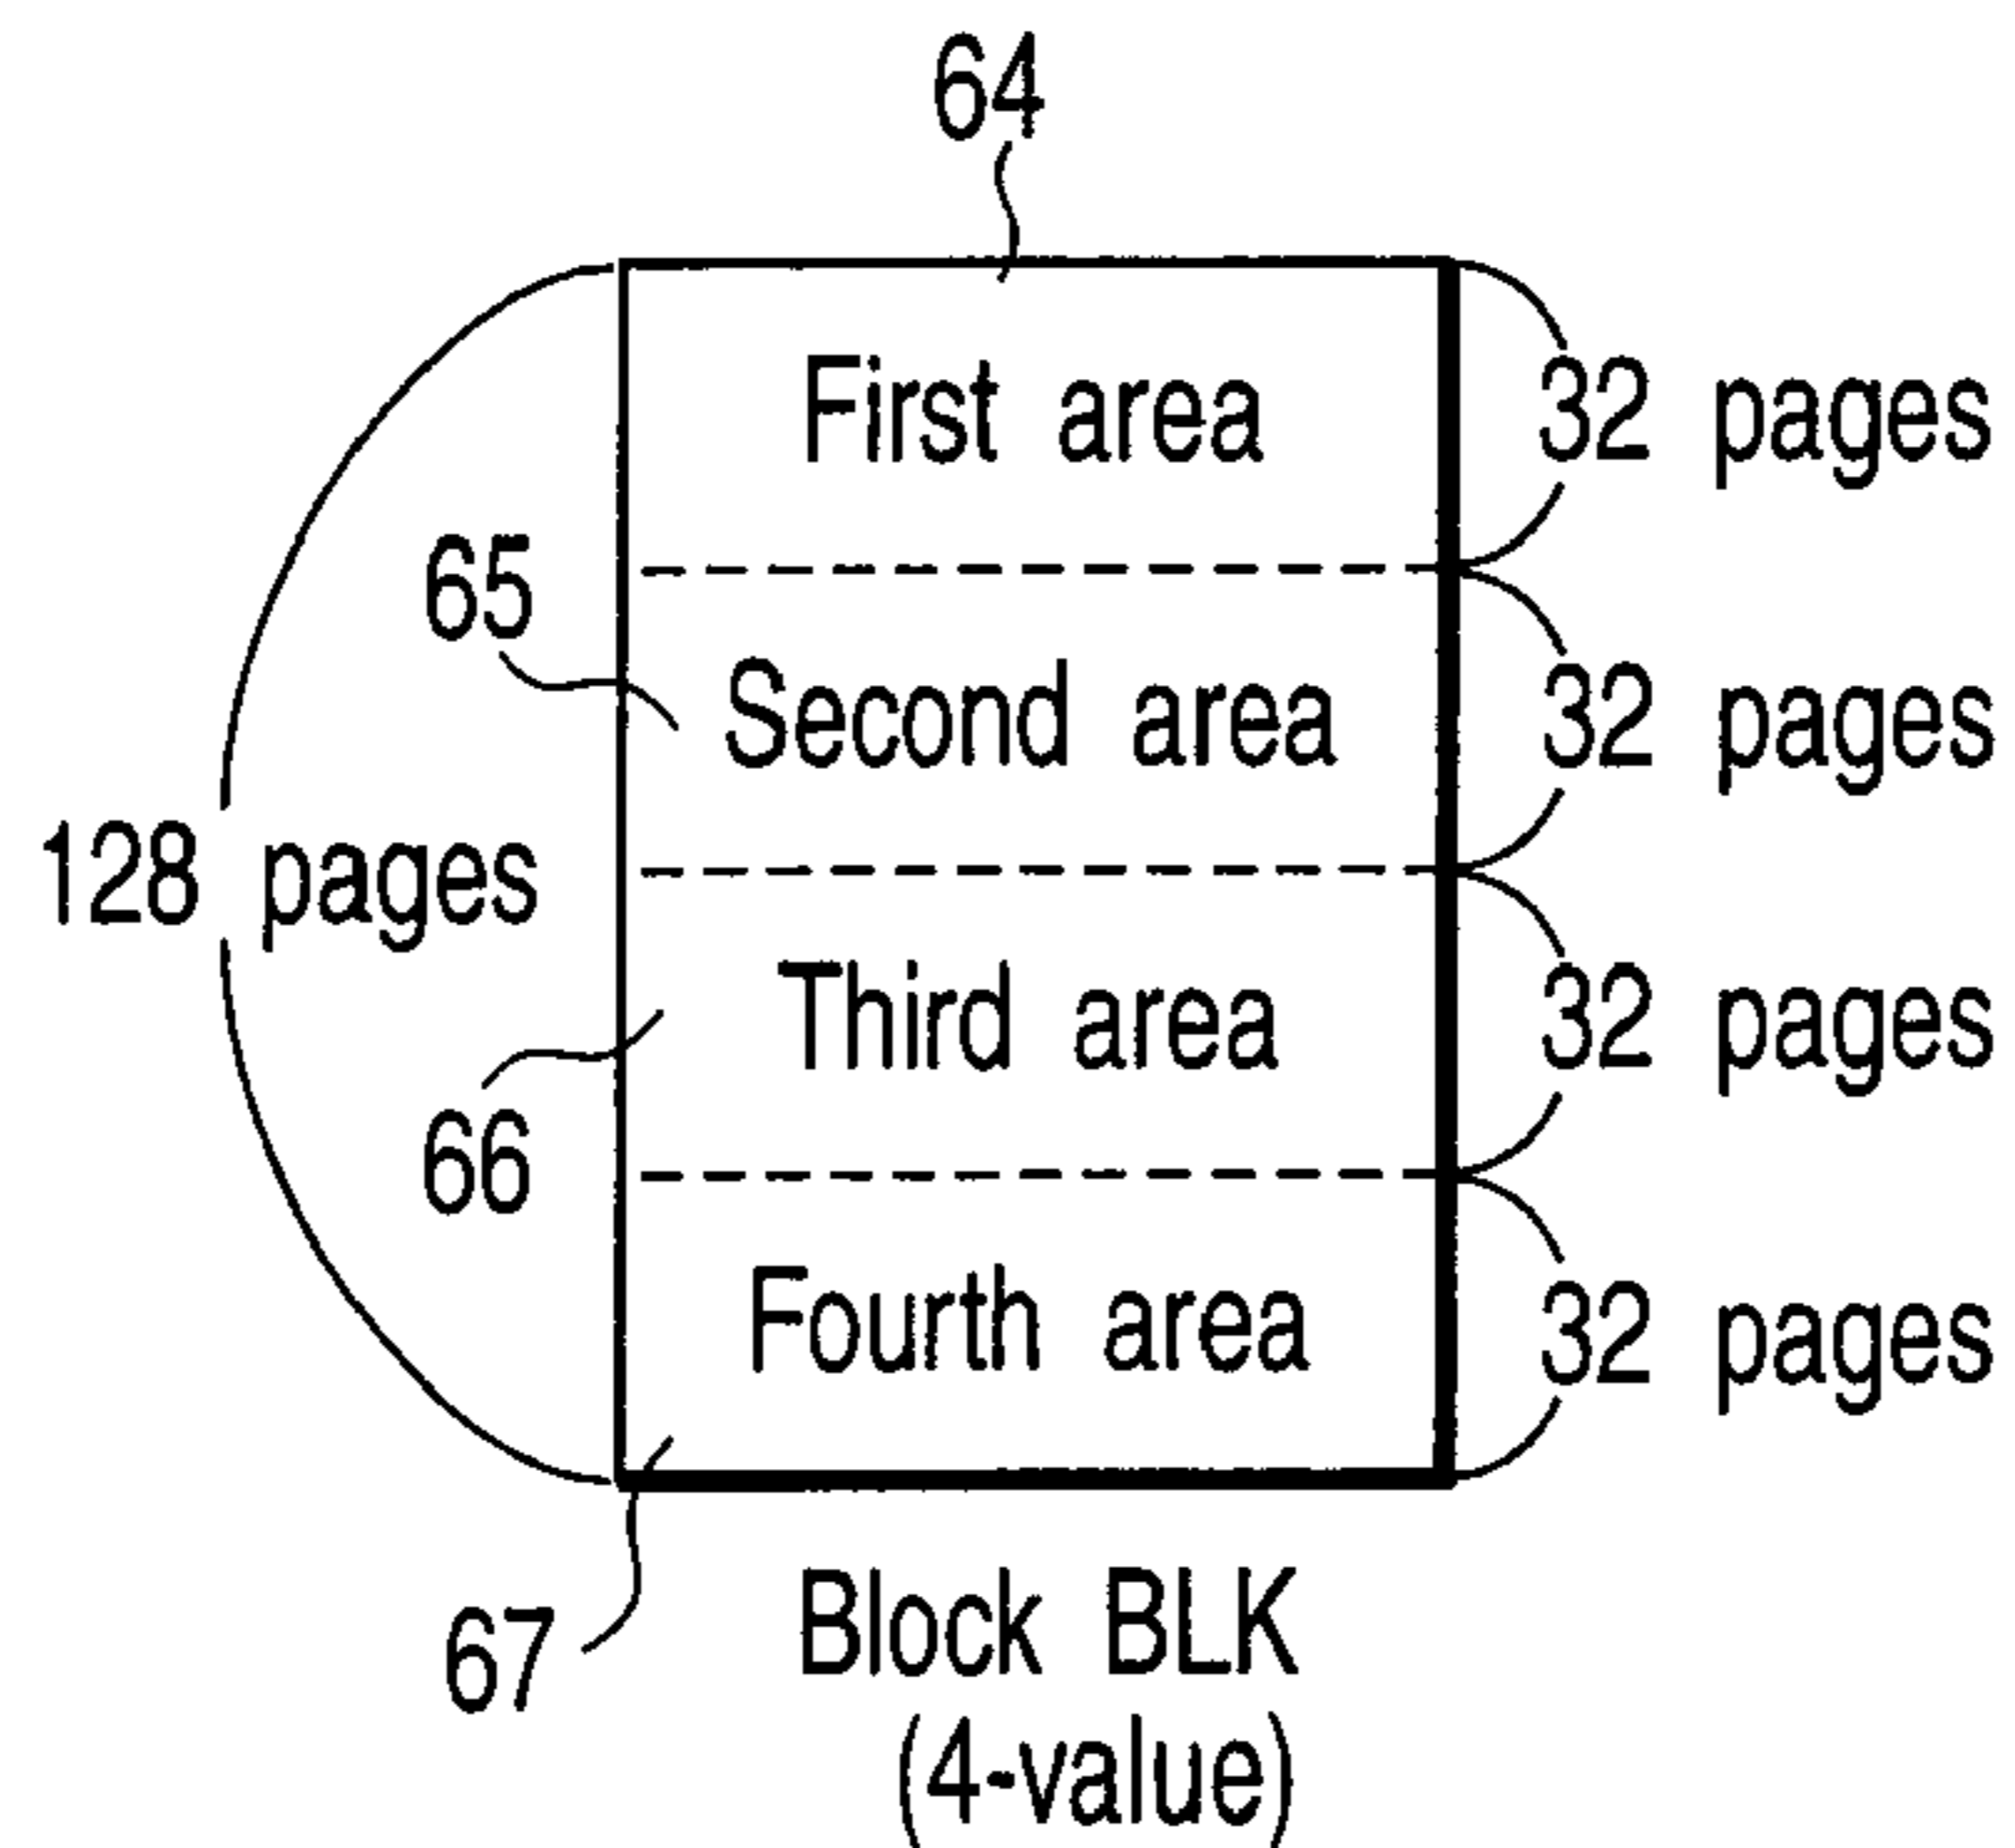 64
First area
32 pages
65
Second area
32 pages
128 pages
Third area
32 pages
66
Fourth area
32 pages
67
Block BLK
(4-value)